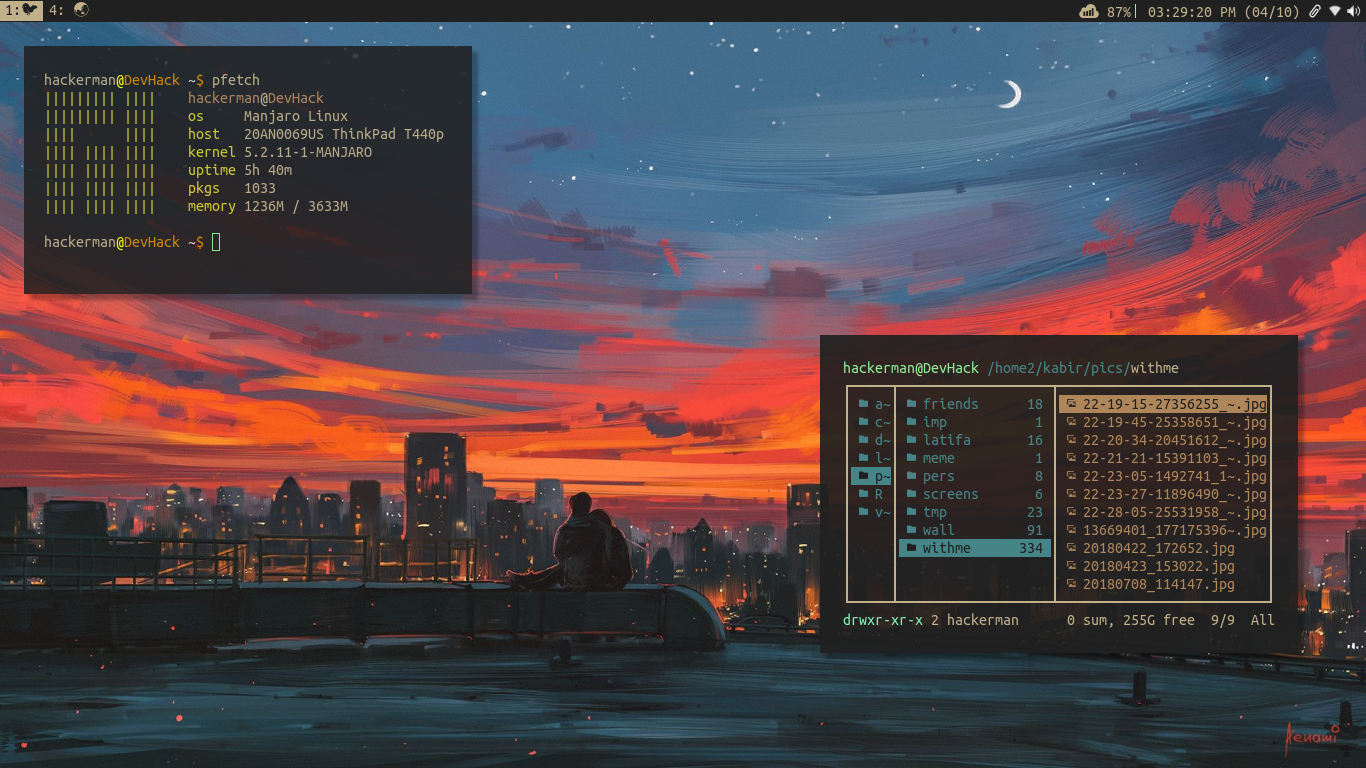 1: 4: 87%| 03:29:20 PM (04/10)
hackerman@DevHack ~$ pfetch
hackerman@DevHack
os Manjaro Linux
host 20AN0069US ThinkPad T440p
kernel 5.2.11-1-MANJARO
uptime 5h 40m
pkgs 1033
memory 1236M / 3633M
hackerman@DevHack ~$
hackerman@DevHack /home2/kabir/pics/withme
a~ friends 18 22-19-15-27356255_~.jpg
c~ imp 1 22-19-45-25358651_~.jpg
d~ latifa 16 22-20-34-20451612_~.jpg
l~ meme 1 22-21-21-15391103_~.jpg
p~ pers 8 22-23-05-1492741_1~.jpg
R screens 6 22-23-27-11896490_~.jpg
v~ tmp 23 22-28-05-25531958_~.jpg
wall 91 13669401_177175396~.jpg
withme 334 20180422_172652.jpg
20180423_153022.jpg
20180708_114147.jpg
drwxr-xr-x 2 hackerman 0 sum, 255G free 9/9 All
Aenami